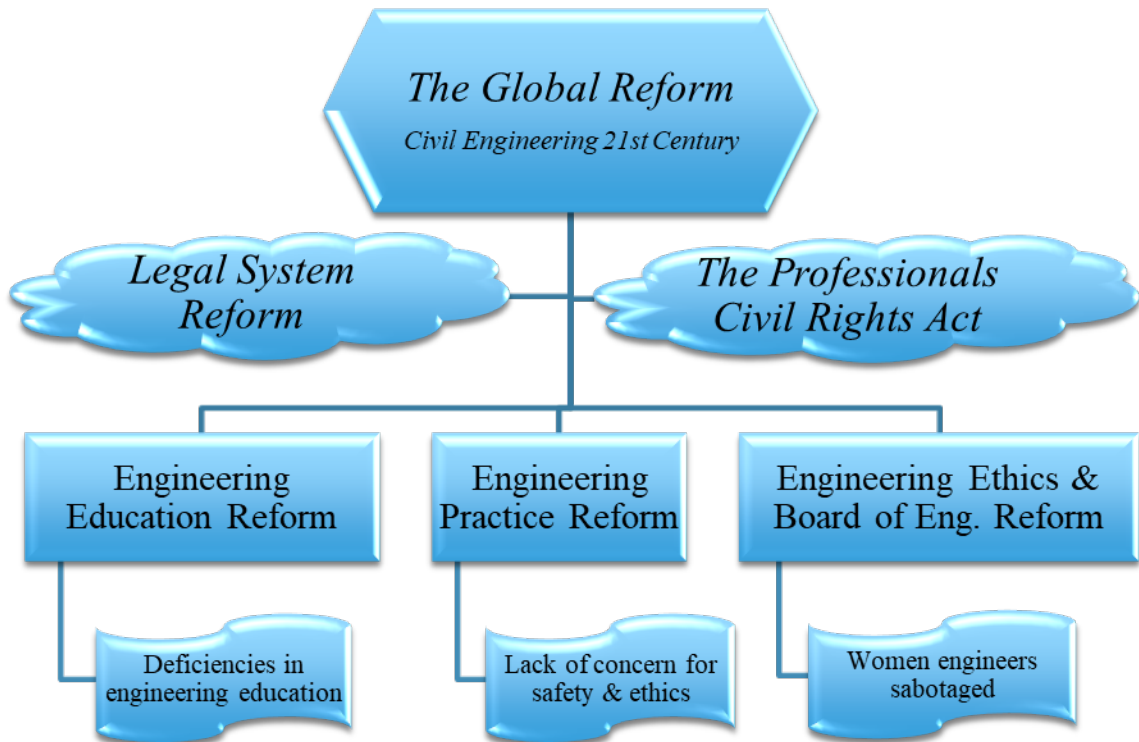 The Global Reform
Civil Engineering 21st Century
Legal System
Reform
The Professionals
Civil Rights Act
Engineering
Education Reform
Engineering
Practice Reform
Engineering Ethics &
Board of Eng. Reform
Deficiencies in
engineering education
Lack of concern for
safety & ethics
Women engineers
sabotaged